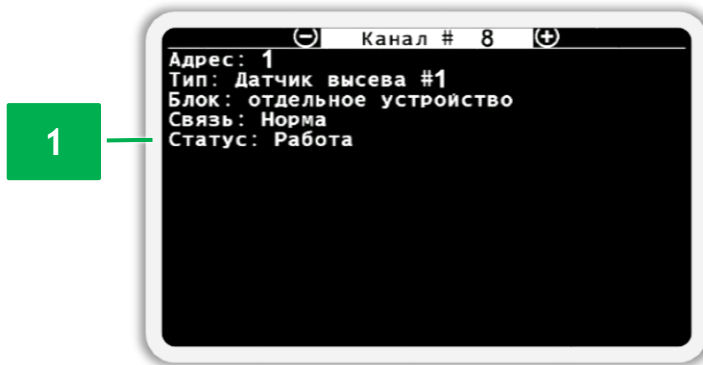 ⊖ Канал # 8 ⊕
Адрес: 1
Тип: Датчик высева #1
Блок: отдельное устройство
Связь: Норма
1
Статус: Работа